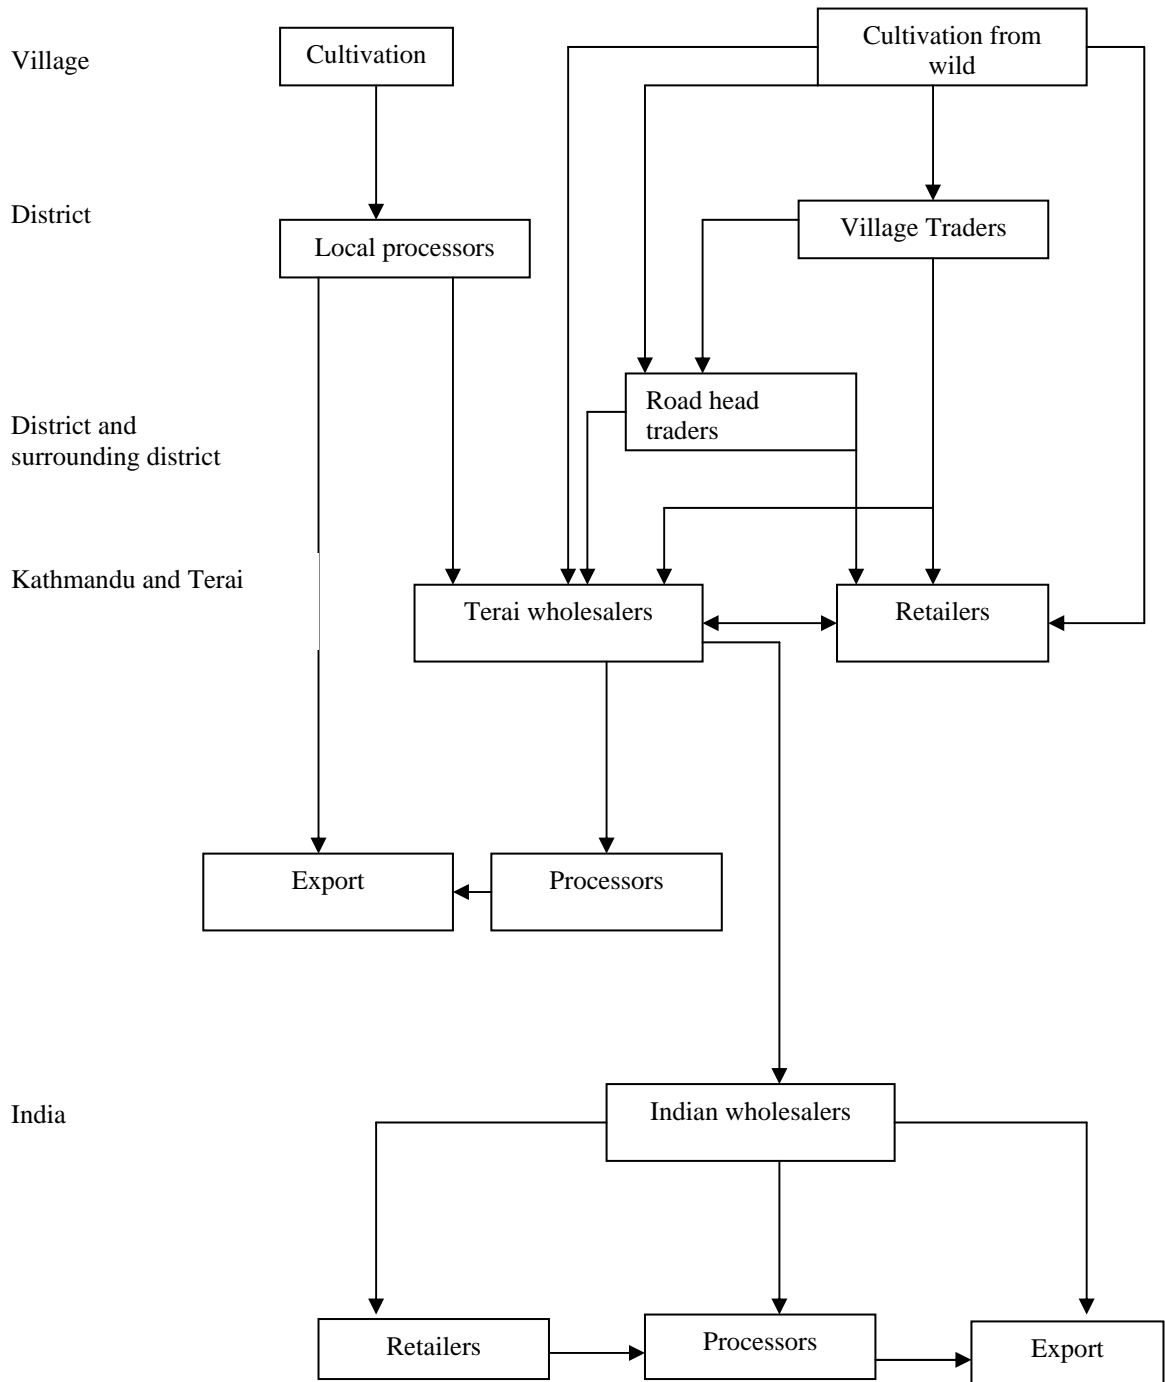 Village
Cultivation
Cultivation from
wild
District
Local processors
Village Traders
Road head
traders
District and
surrounding district
Kathmandu and Terai
Terai wholesalers
Retailers
Export
Processors
India
Indian wholesalers
Retailers
Processors
Export